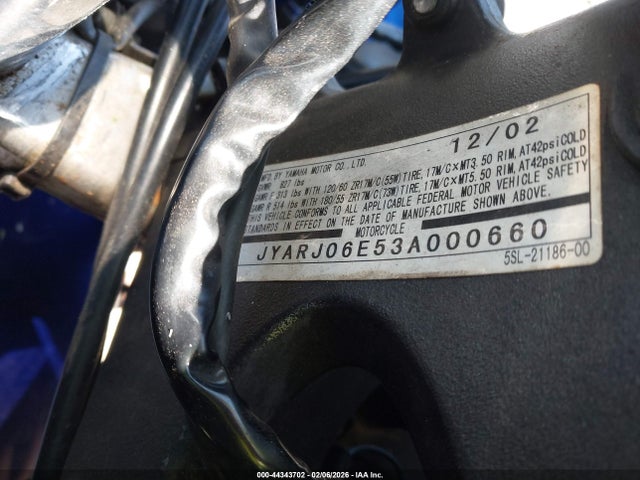 12/02
MFG BY YAMAHA MOTOR CO., LTD.
GVWR 827 lbs
GAWR F 313 lbs WITH 120/60 ZR17M/C(55W)TIRE, 17M/C×MT3.50 RIM, AT42psiCOLD
GAWR R 514 lbs WITH 180/55 ZR17M/C(73W)TIRE, 17M/C×MT5.50 RIM, AT42psiCOLD
THIS VEHICLE CONFORMS TO ALL APPLICABLE FEDERAL MOTOR VEHICLE SAFETY
STANDARDS IN EFFECT ON THE DATE OF MANUFACTURE SHOWN ABOVE.
MOTORCYCLE
JYARJ06E53A000660
5SL-21186-00
000-44343702 - 02/06/2026 - IAA Inc.